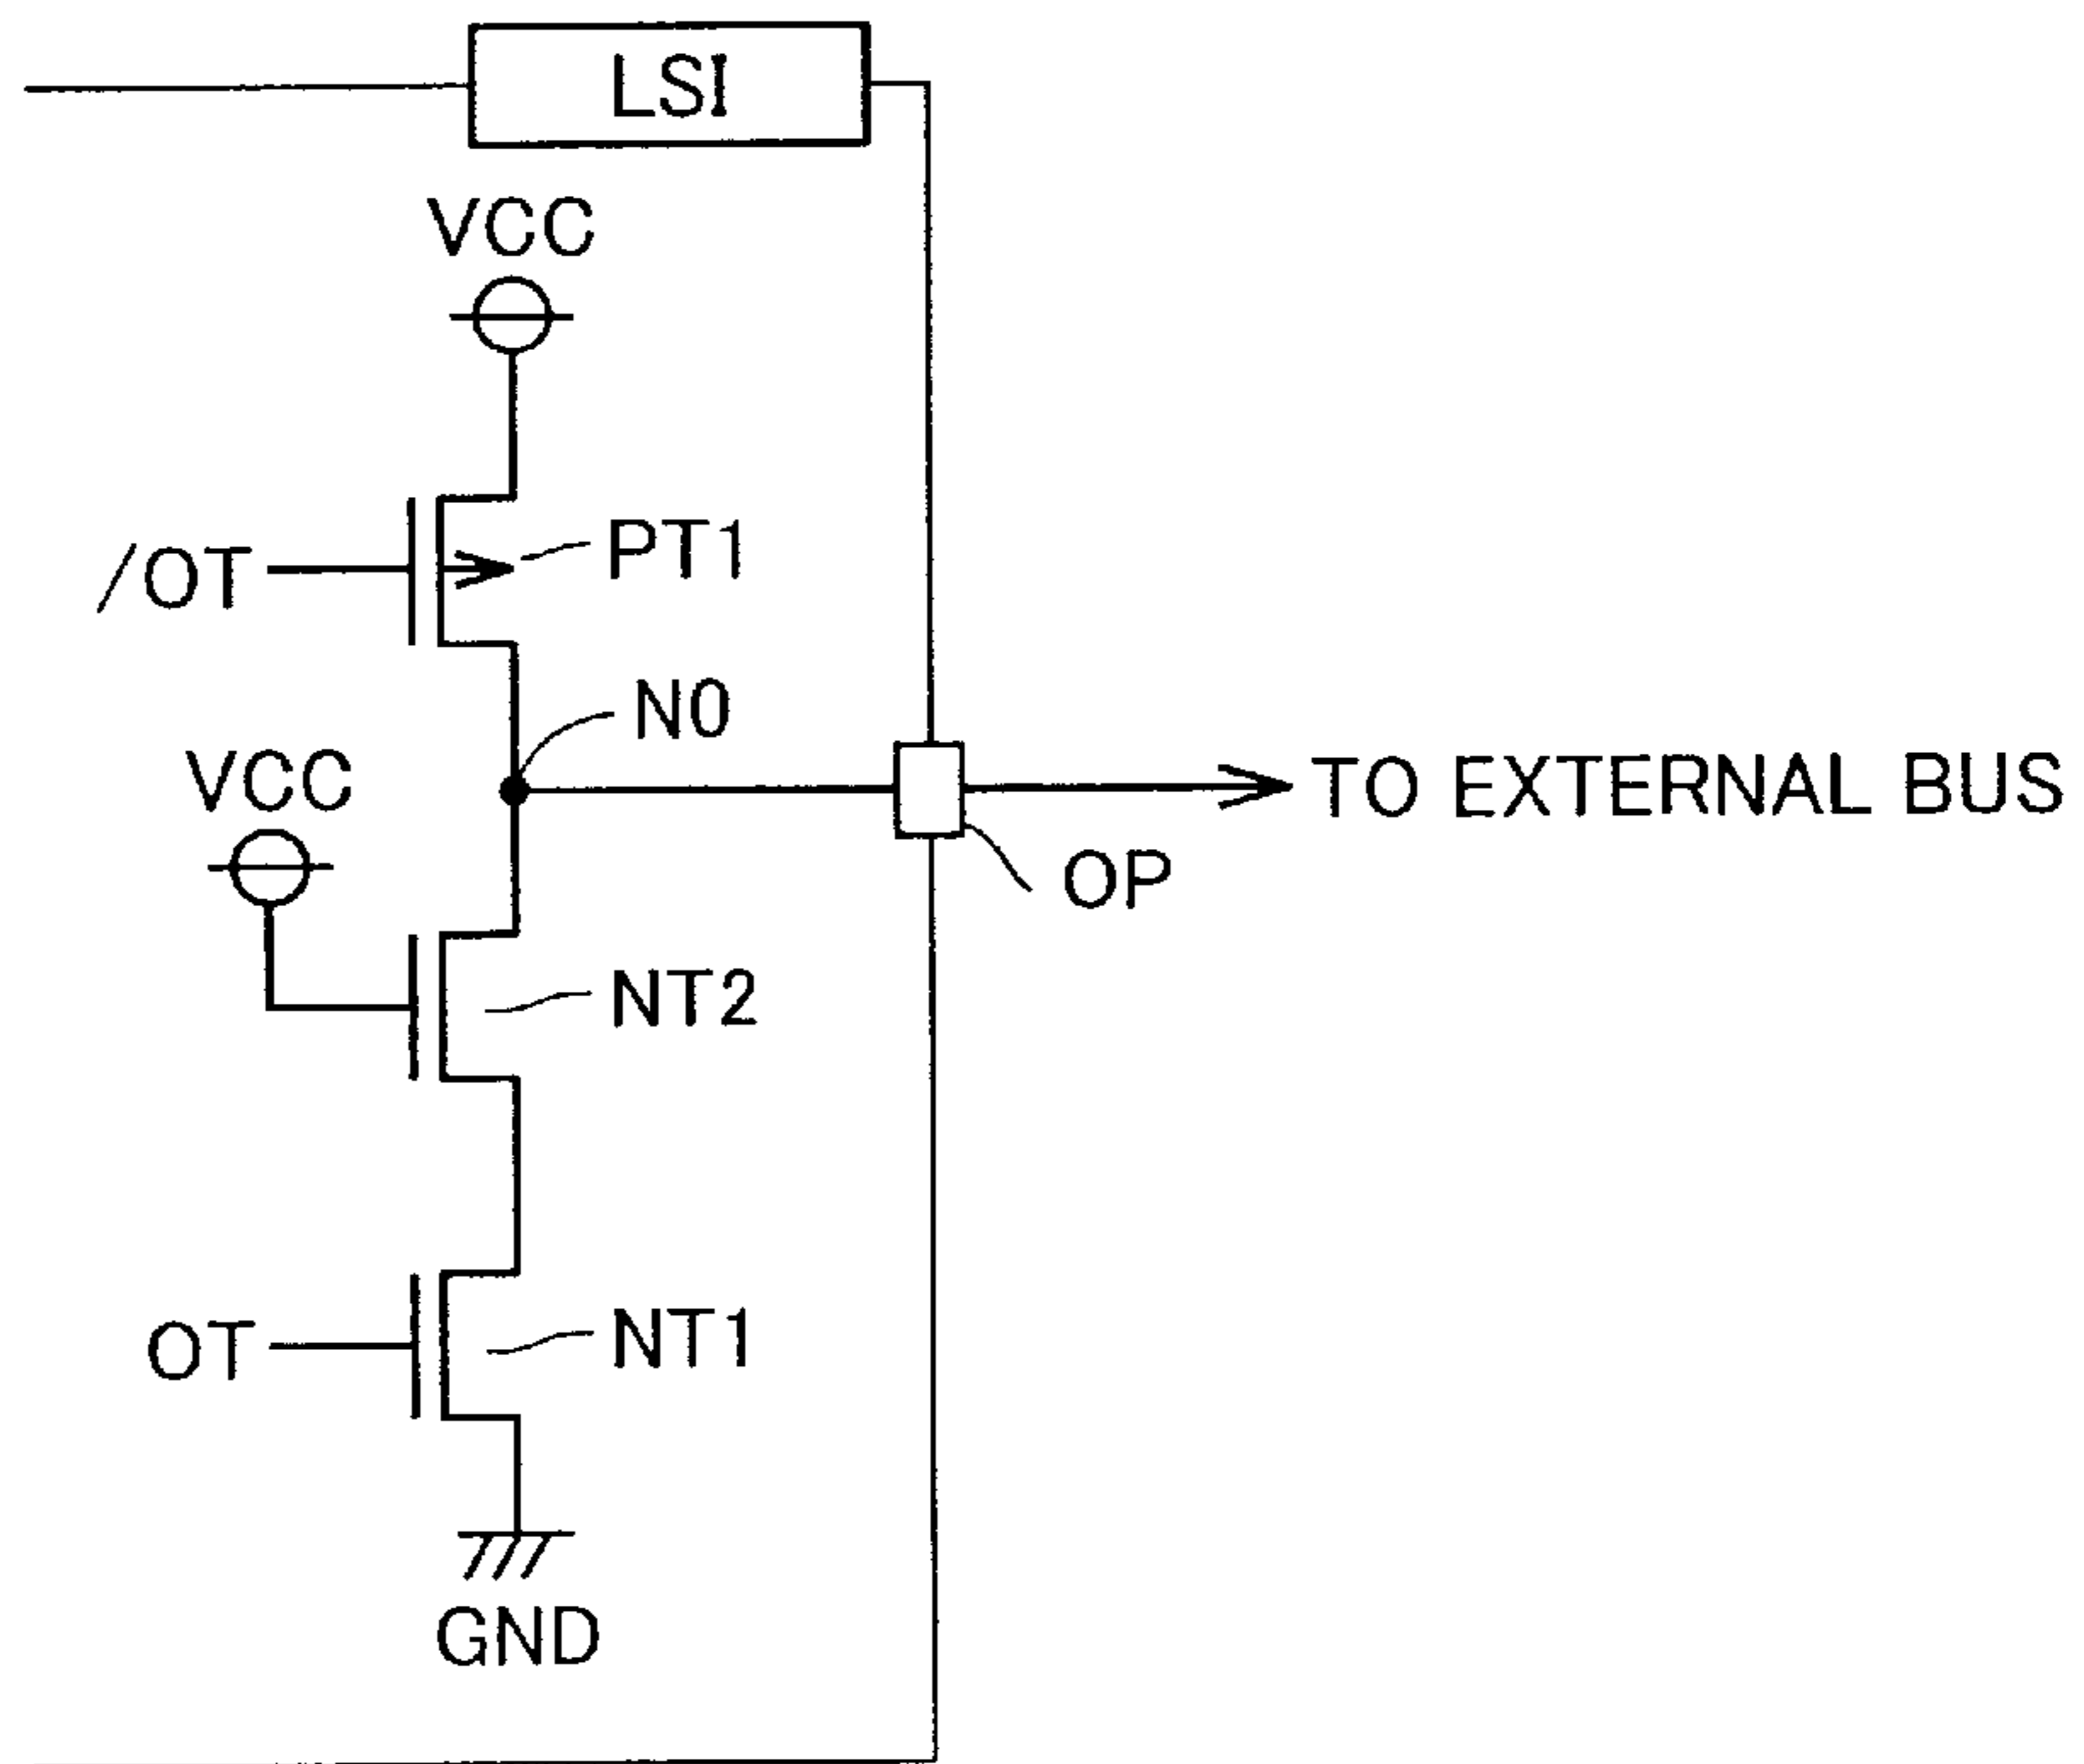 LSI
VCC
/OT
PT1
N0
VCC
TO EXTERNAL BUS
OP
NT2
OT
NT1
GND